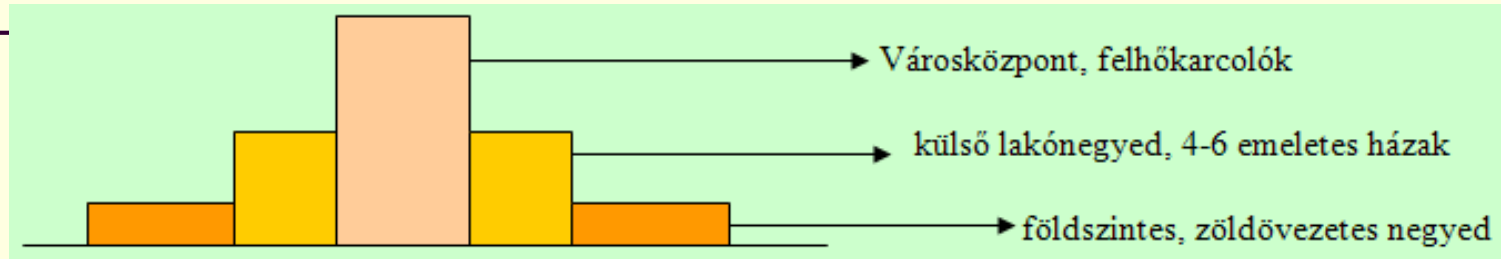 Városközpont, felhőkarcolók
külső lakónegyed, 4-6 emeletes házak
földszintes, zöldövezetes negyed